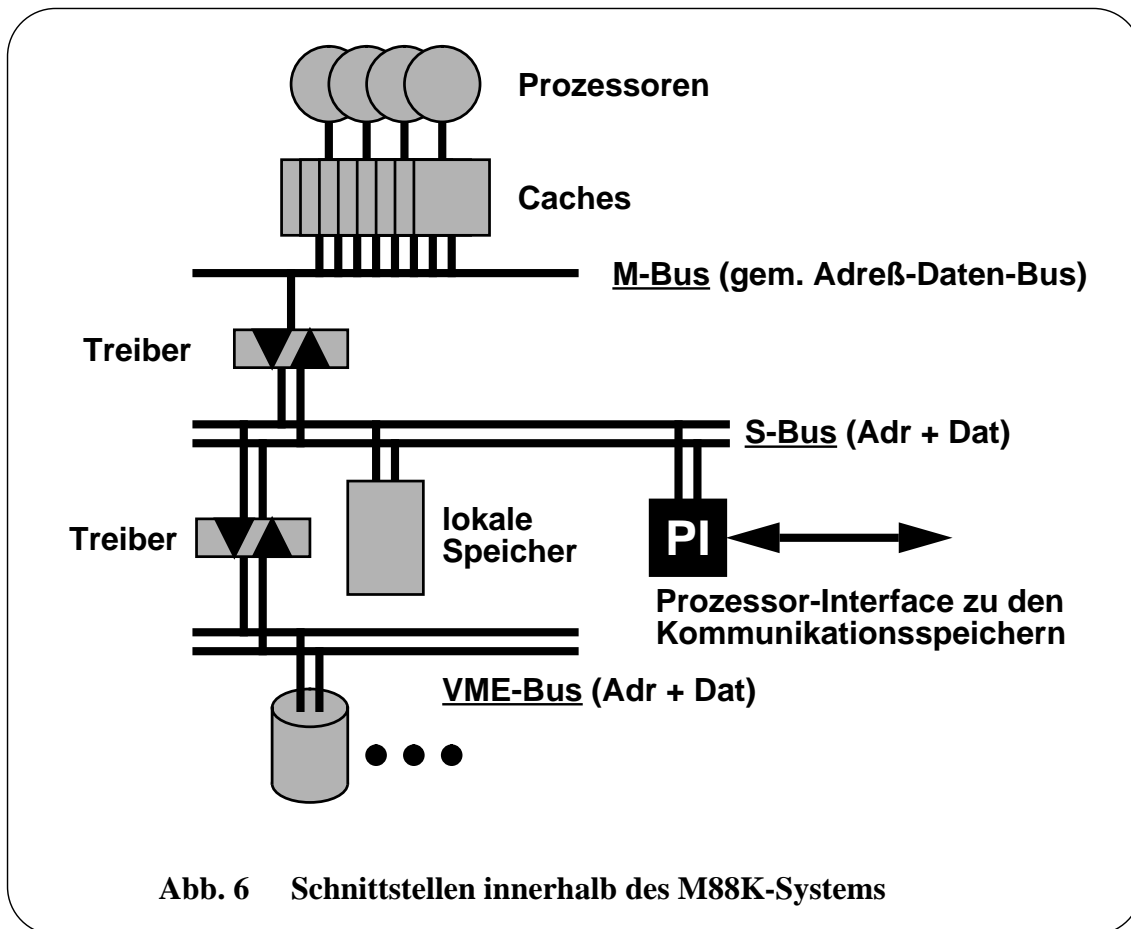 Prozessoren
Caches
M-Bus (gem. Adreß-Daten-Bus)
Treiber
S-Bus (Adr + Dat)
Treiber
lokale
Speicher
PI
Prozessor-Interface zu den
Kommunikationsspeichern
VME-Bus (Adr + Dat)
Abb. 6 Schnittstellen innerhalb des M88K-Systems